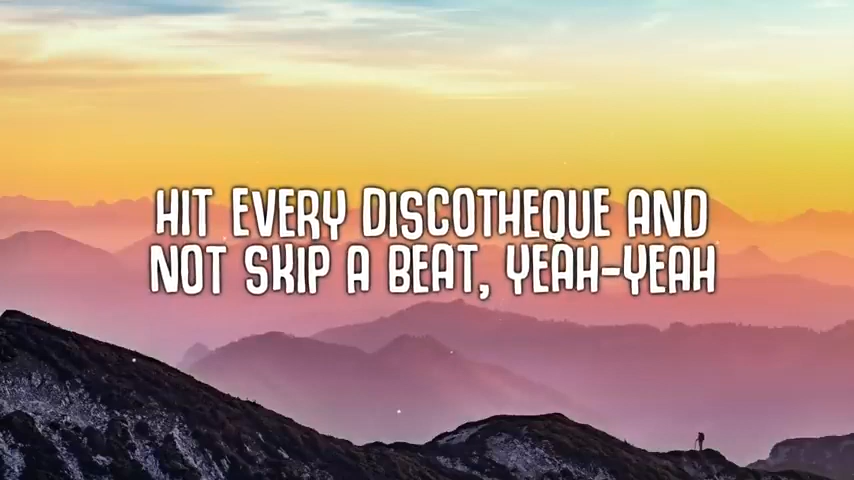 HIT EVERY DISCOTHEQUE AND
NOT SKIP A BEAT, YEAH-YEAH